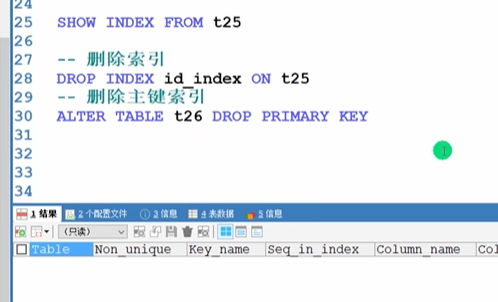 24
25 SHOW INDEX FROM t25
26
27 -- 删除索引
28 DROP INDEX id_index ON t25
29 -- 删除主键索引
30 ALTER TABLE t26 DROP PRIMARY KEY
31
32
33
34
1 结果 2 个配置文件 3 信息 4 表数据 5 信息
(只读)
Table Non_unique Key_name Seq_in_index Column_name Col